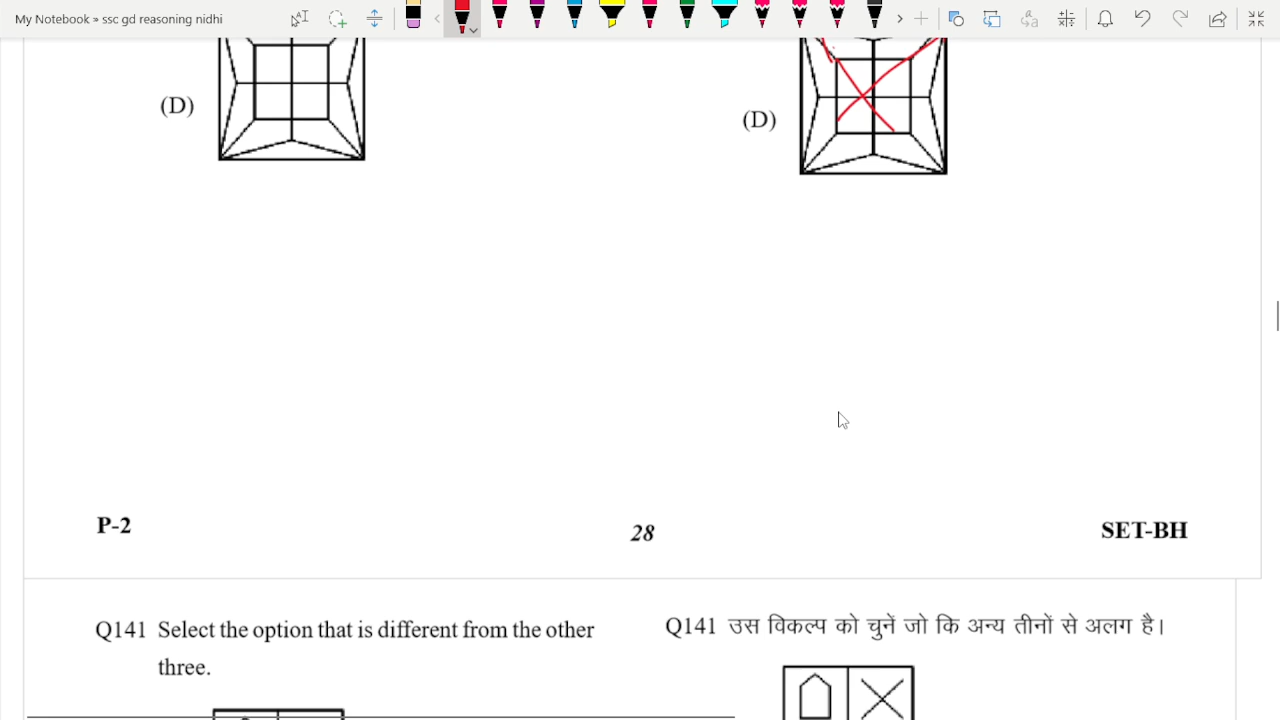 My Notebook » ssc gd reasoning nidhi
(D)
(D)
P-2
28
SET-BH
Q141 Select the option that is different from the other
three.
Q141 उस विकल्प को चुनें जो कि अन्य तीनों से अलग है।